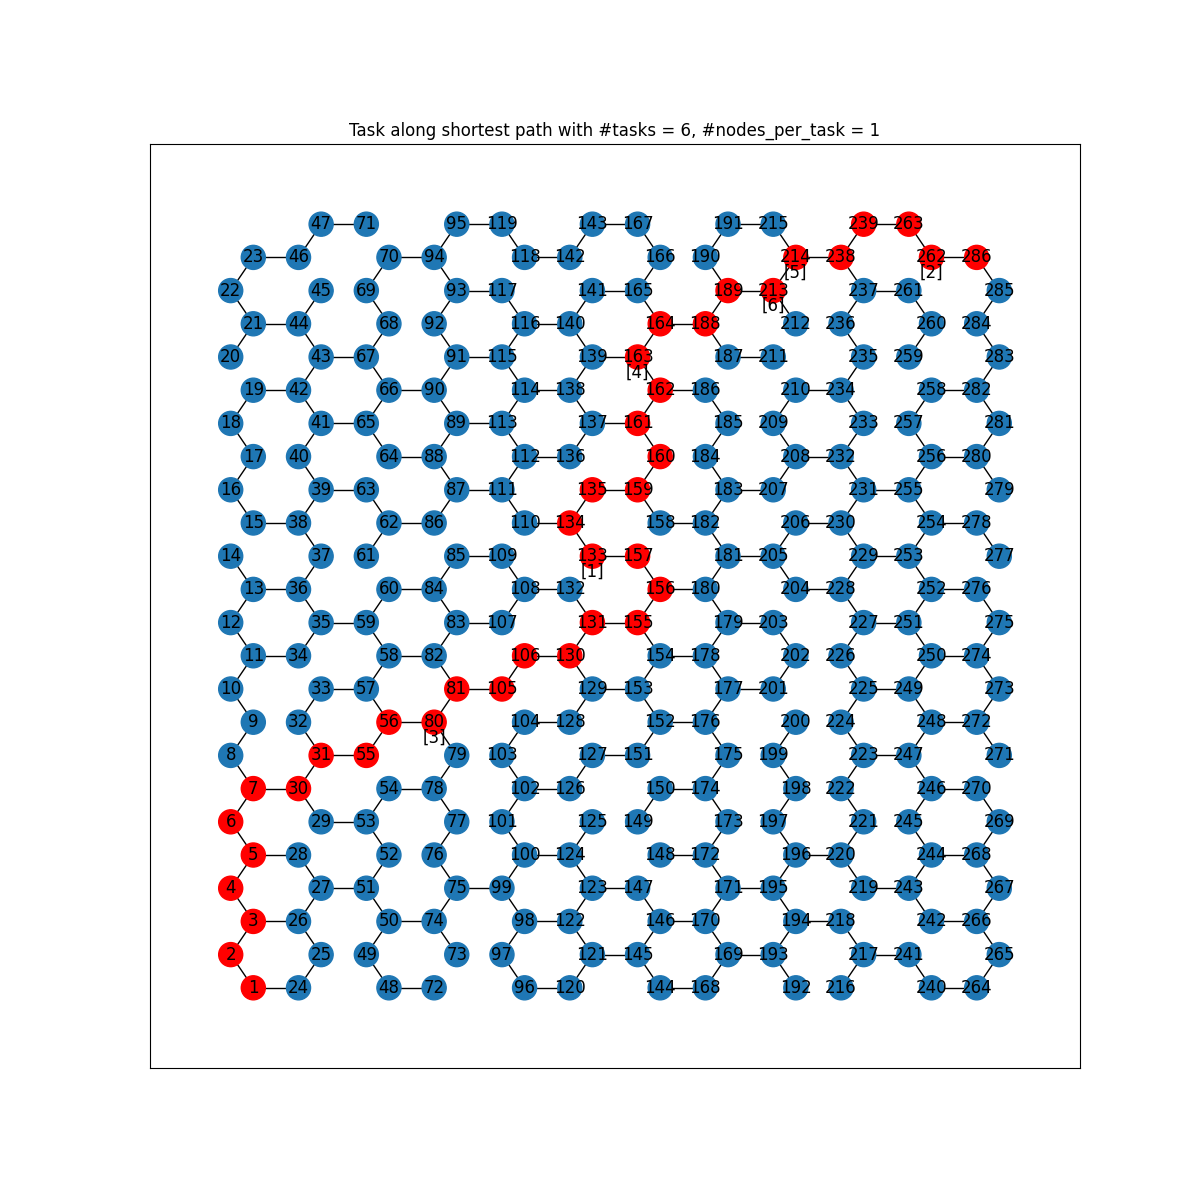 Task along shortest path with #tasks = 6, #nodes_per_task = 1
47 71 95 119 143 167 191 215 239 263
23 46 70 94 118 142 166 190 214 238 262 286
[5] [2]
22 45 69 93 117 141 165 189 213 237 261 285
[6]
21 44 68 92 116 140 164 188 212 236 260 284
20 43 67 91 115 139 163 187 211 235 259 283
[4]
19 42 66 90 114 138 162 186 210 234 258 282
18 41 65 89 113 137 161 185 209 233 257 281
17 40 64 88 112 136 160 184 208 232 256 280
16 39 63 87 111 135 159 183 207 231 255 279
15 38 62 86 110 134 158 182 206 230 254 278
14 37 61 85 109 133 157 181 205 229 253 277
[1]
13 36 60 84 108 132 156 180 204 228 252 276
12 35 59 83 107 131 155 179 203 227 251 275
11 34 58 82 106 130 154 178 202 226 250 274
10 33 57 81 105 129 153 177 201 225 249 273
9 32 56 80 104 128 152 176 200 224 248 272
[3]
8 31 55 79 103 127 151 175 199 223 247 271
7 30 54 78 102 126 150 174 198 222 246 270
6 29 53 77 101 125 149 173 197 221 245 269
5 28 52 76 100 124 148 172 196 220 244 268
4 27 51 75 99 123 147 171 195 219 243 267
3 26 50 74 98 122 146 170 194 218 242 266
2 25 49 73 97 121 145 169 193 217 241 265
1 24 48 72 96 120 144 168 192 216 240 264